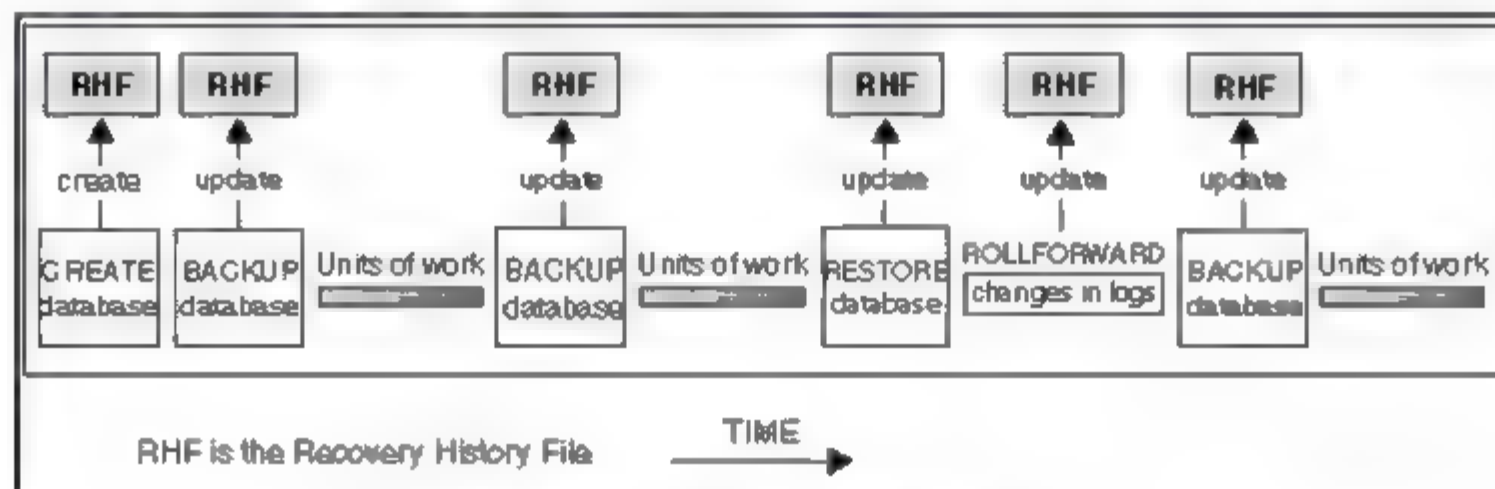 RHF RHF RHF RHF RHF RHF
create update update update update update
CREATE database
BACKUP database
Units of work
BACKUP database
Units of work
RESTORE database
ROLLFORWARD
changes in logs
BACKUP database
Units of work
RHF is the Recovery History File
TIME